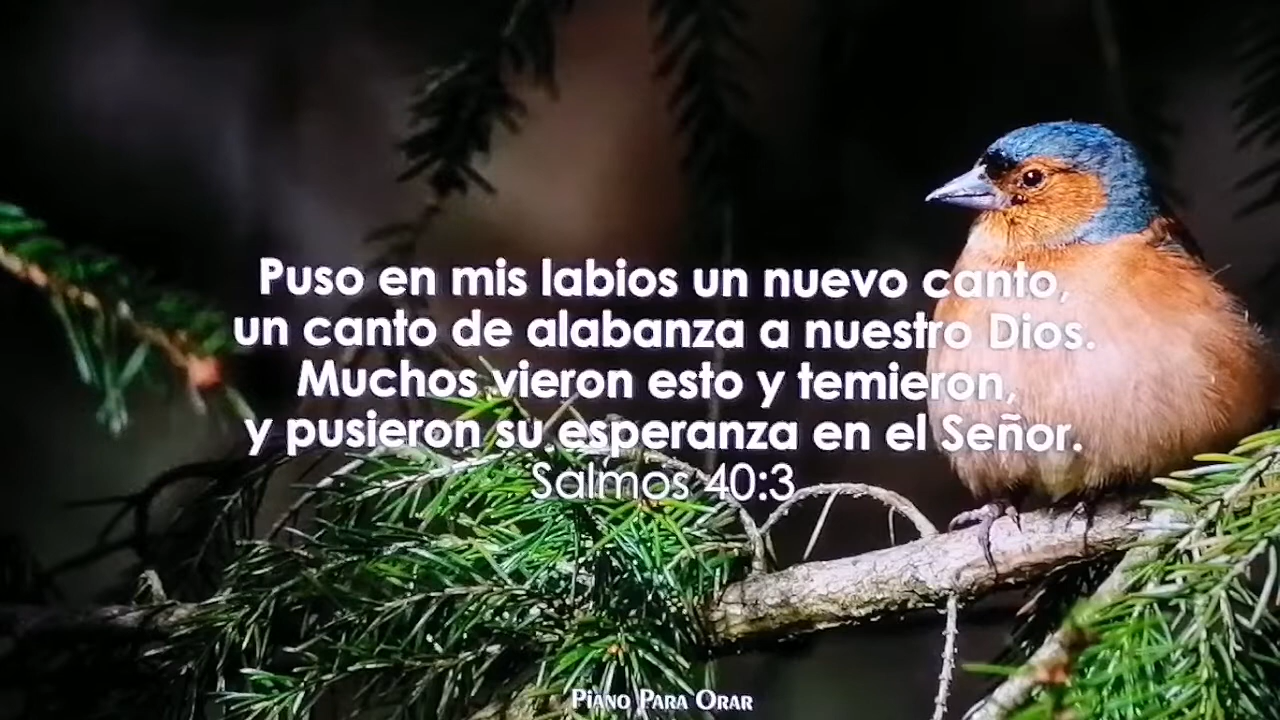 Puso en mis labios un nuevo canto,
un canto de alabanza a nuestro Dios.
Muchos vieron esto y temieron,
y pusieron su esperanza en el Señor.
Salmos 40:3
Piano Para Orar